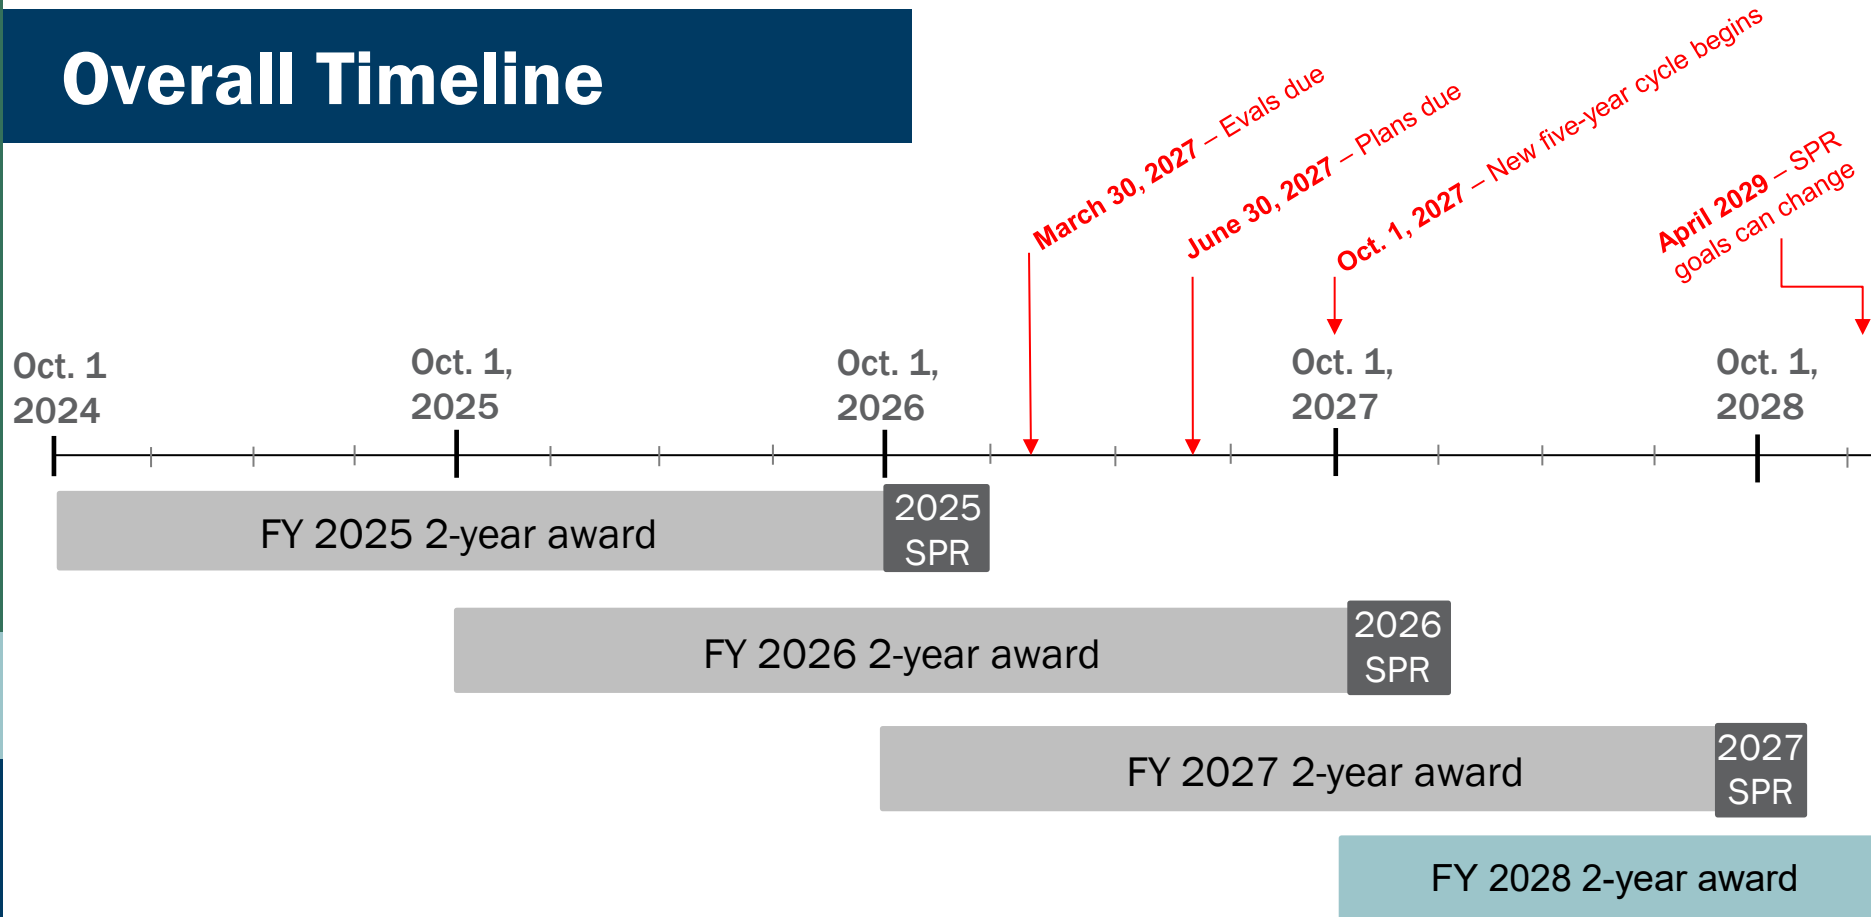 Overall Timeline
March 30, 2027 – Evals due
June 30, 2027 – Plans due
Oct. 1, 2027 – New five-year cycle begins
April 2029 – SPR
goals can change
Oct. 1
2024
Oct. 1,
2025
Oct. 1,
2026
Oct. 1,
2027
Oct. 1,
2028
FY 2025 2-year award
2025
SPR
FY 2026 2-year award
2026
SPR
FY 2027 2-year award
2027
SPR
FY 2028 2-year award